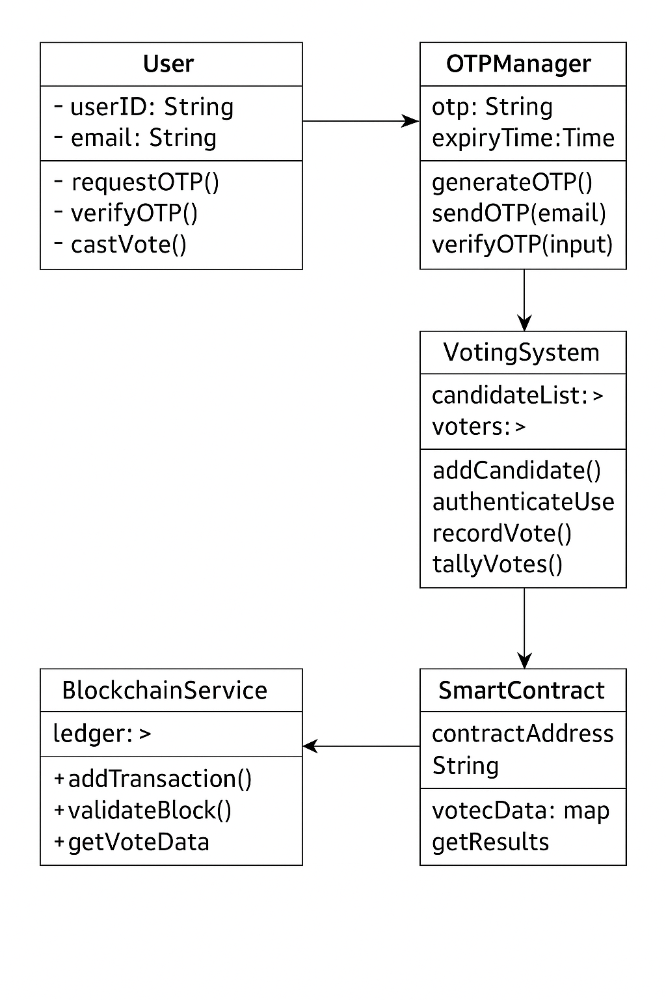 User
- userID: String
- email: String
- requestOTP()
- verifyOTP()
- castVote()
OTPManager
otp: String
expiryTime:Time
generateOTP()
sendOTP(email)
verifyOTP(input)
VotingSystem
candidateList: >
voters: >
addCandidate()
authenticateUse
recordVote()
tallyVotes()
BlockchainService
ledger: >
+addTransaction()
+validateBlock()
+getVoteData
SmartContract
contractAddress
String
votecData: map
getResults